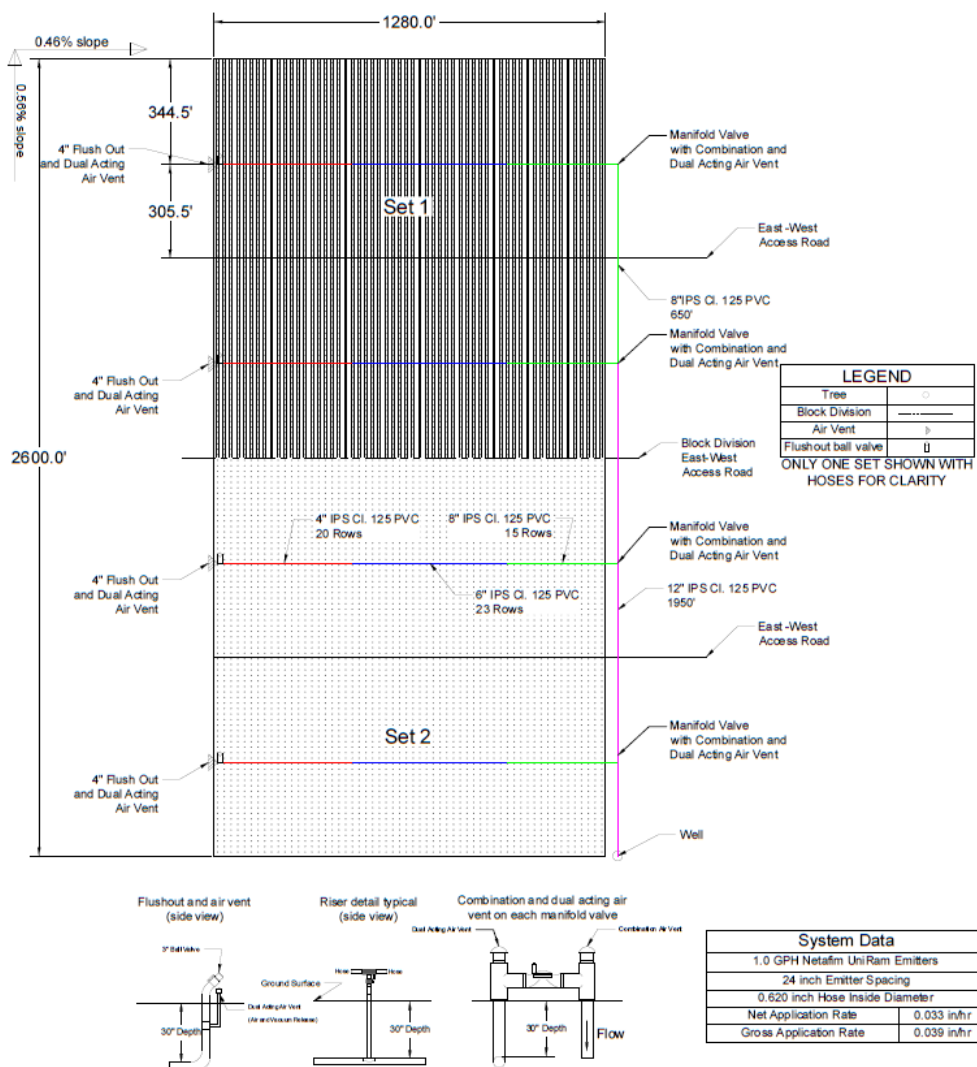 1280.0'
0.46% slope
0.56% slope
344.5'
4" Flush Out
and Dual Acting
Air Vent
Manifold Valve
with Combination and
Dual Acting Air Vent
Set 1
305.5'
East-West
Access Road
8"IPS Cl. 125 PVC
650'
Manifold Valve
with Combination and
Dual Acting Air Vent
4" Flush Out
and Dual Acting
Air Vent
LEGEND
Tree
Block Division
Air Vent
Flushout ball valve
ONLY ONE SET SHOWN WITH
HOSES FOR CLARITY
2600.0'
Block Division
East-West
Access Road
4" IPS Cl. 125 PVC
20 Rows
8" IPS Cl. 125 PVC
15 Rows
Manifold Valve
with Combination and
Dual Acting Air Vent
4" Flush Out
and Dual Acting
Air Vent
6" IPS Cl. 125 PVC
23 Rows
12" IPS Cl. 125 PVC
1950'
East-West
Access Road
Set 2
Manifold Valve
with Combination and
Dual Acting Air Vent
4" Flush Out
and Dual Acting
Air Vent
Well
Flushout and air vent
(side view)
3" Ball Valve
Dual Acting Air Vent
(Air and Vacuum Release)
30" Depth
Riser detail typical
(side view)
Hose
Hose
Ground Surface
30" Depth
Combination and dual acting air
vent on each manifold valve
Dual Acting Air Vent
Combination Air Vent
30" Depth
Flow
System Data
1.0 GPH Netafim UniRam Emitters
24 inch Emitter Spacing
0.620 inch Hose Inside Diameter
Net Application Rate 0.033 in/hr
Gross Application Rate 0.039 in/hr